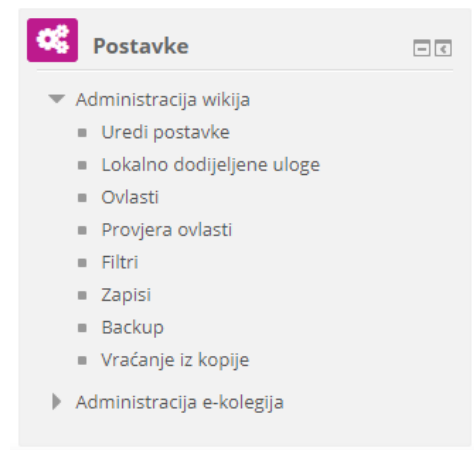 Postavke
Administracija wikija
Uredi postavke
Lokalno dodijeljene uloge
Ovlasti
Provjera ovlasti
Filtri
Zapisi
Backup
Vraćanje iz kopije
Administracija e-kolegija